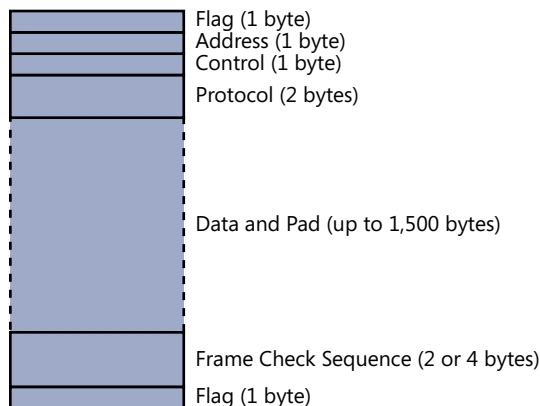 Flag (1 byte)
Address (1 byte)
Control (1 byte)
Protocol (2 bytes)
Data and Pad (up to 1,500 bytes)
Frame Check Sequence (2 or 4 bytes)
Flag (1 byte)